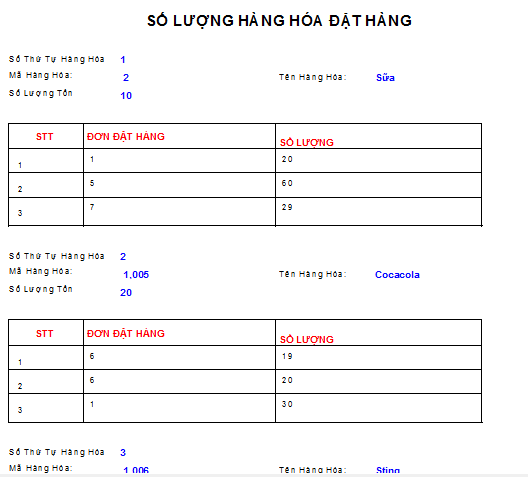 SỐ LƯỢNG HÀNG HÓA ĐẶT HÀNG
Số Thứ Tự Hàng Hóa 1
Mã Hàng Hóa: 2 Tên Hàng Hóa: Sữa
Số Lượng Tồn 10
STT ĐƠN ĐẶT HÀNG SỐ LƯỢNG
1 1 20
2 5 60
3 7 29
Số Thứ Tự Hàng Hóa 2
Mã Hàng Hóa: 1,005 Tên Hàng Hóa: Cocacola
Số Lượng Tồn 20
STT ĐƠN ĐẶT HÀNG SỐ LƯỢNG
1 6 19
2 6 20
3 1 30
Số Thứ Tự Hàng Hóa 3
Mã Hàng Hóa: 1,006 Tên Hàng Hóa: Sting